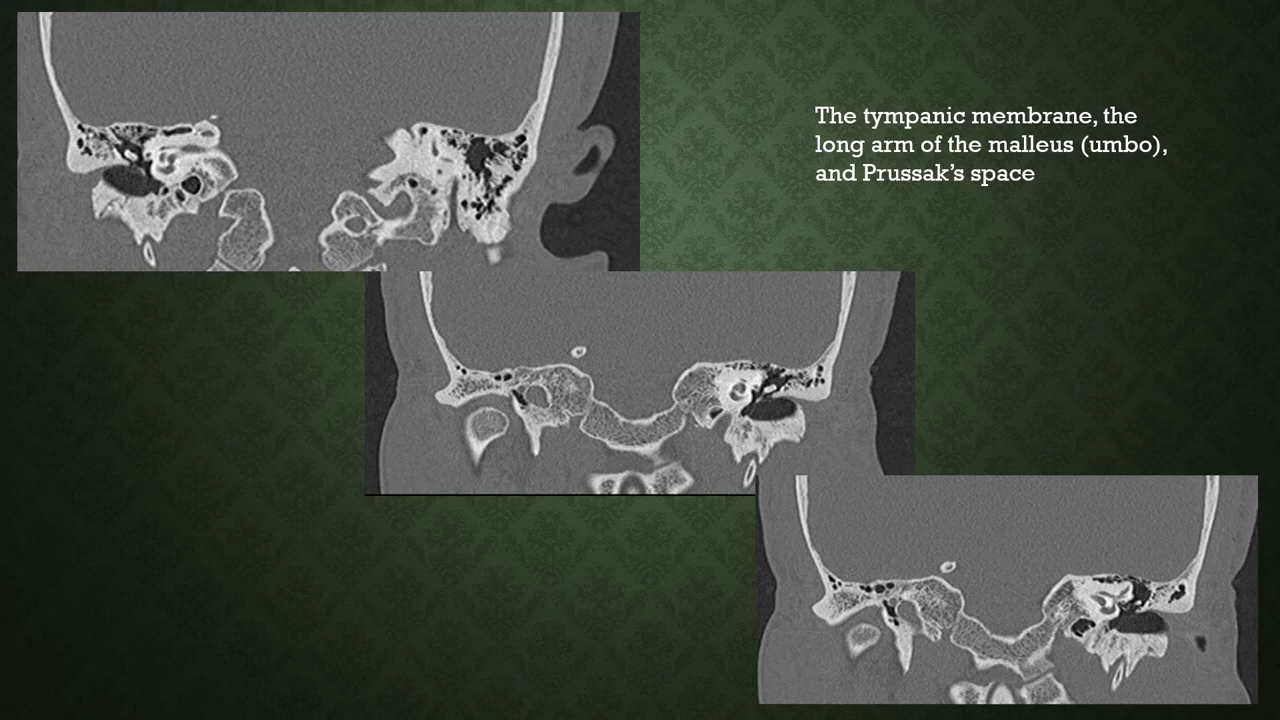 The tympanic membrane, the
long arm of the malleus (umbo),
and Prussak’s space